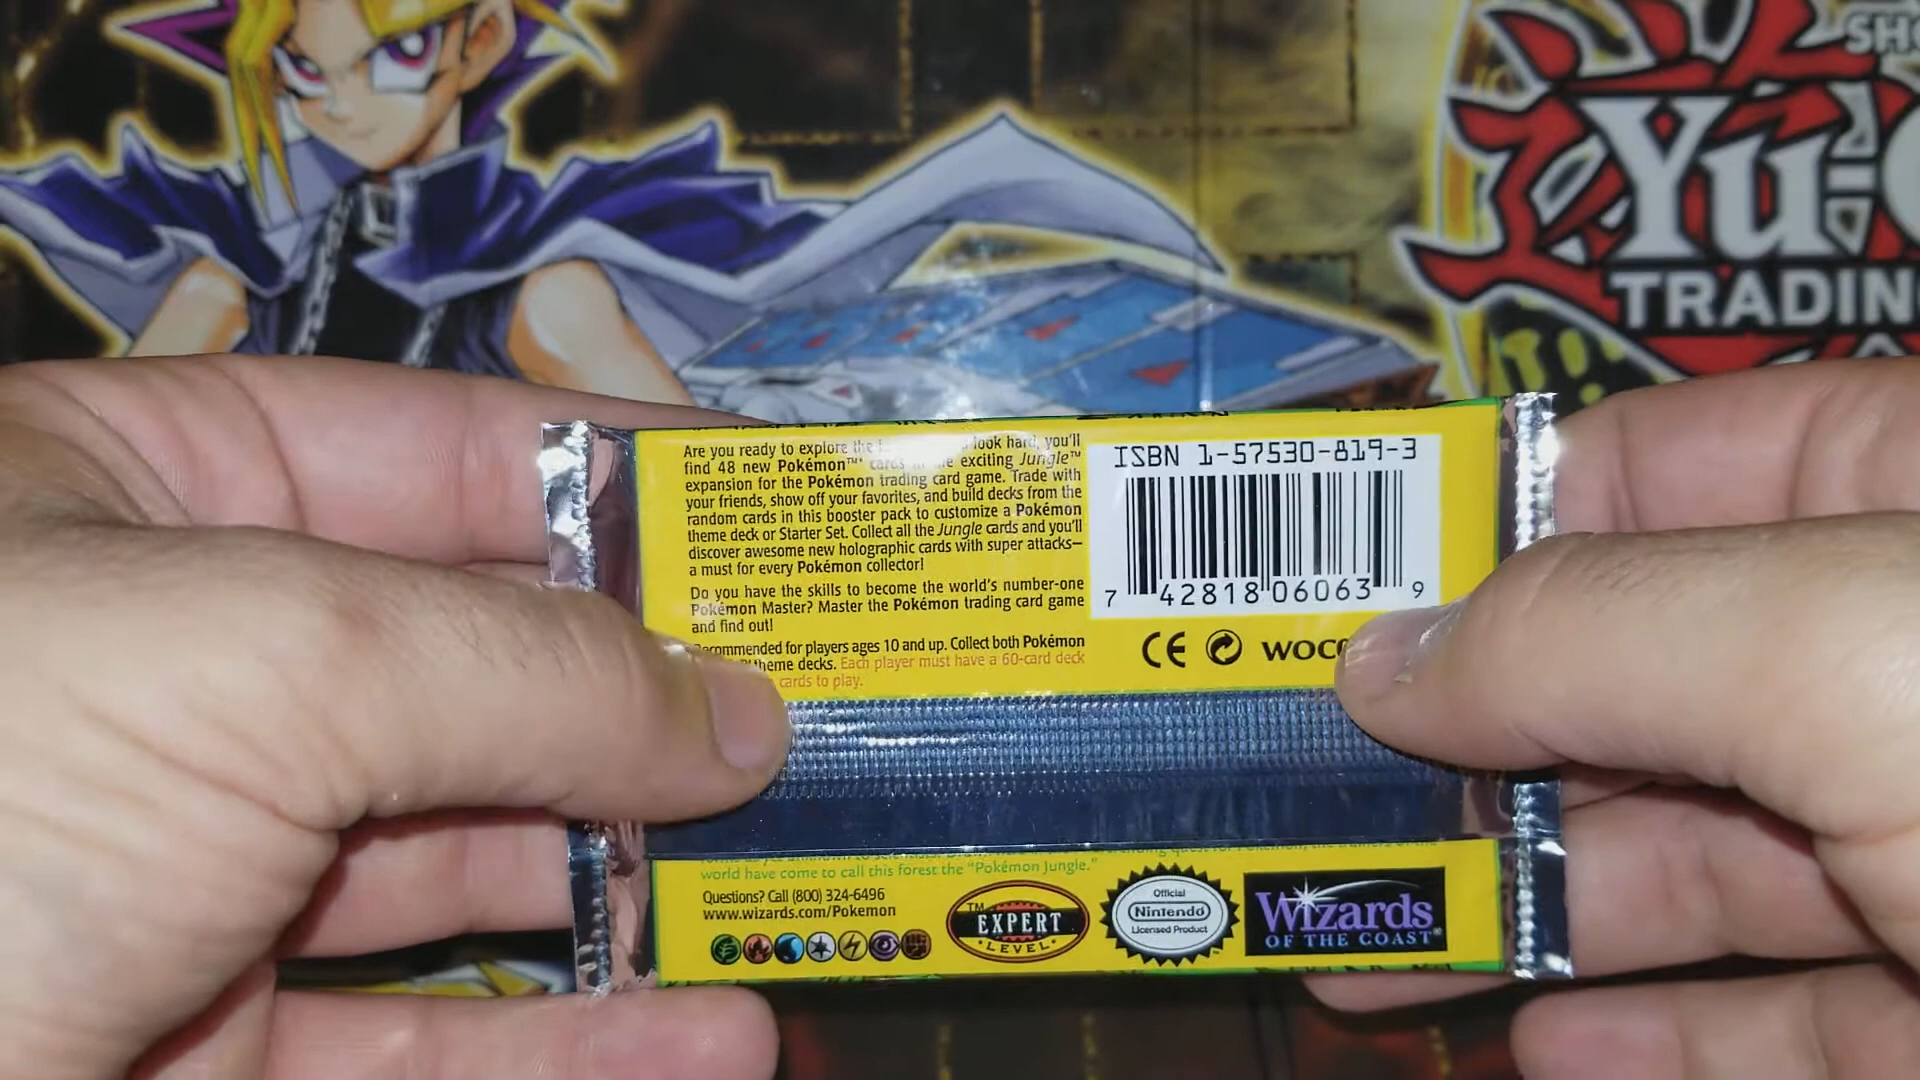 SHO
Yu-G
TRADIN
Are you ready to explore the look hard, you'll
find 48 new Pokémon™ cards in the exciting Jungle™
expansion for the Pokémon trading card game. Trade with
your friends, show off your favorites, and build decks from the
random cards in this booster pack to customize a Pokémon
theme deck or Starter Set. Collect all the Jungle cards and you'll
discover awesome new holographic cards with super attacks—
a must for every Pokémon collector!
Do you have the skills to become the world's number-one
Pokémon Master? Master the Pokémon trading card game
and find out!
Recommended for players ages 10 and up. Collect both Pokémon
theme decks. Each player must have a 60-card deck
cards to play.
ISBN 1-57530-819-3
7 42818 06063 9
CE WOC
world have come to call this forest the "Pokémon Jungle."
Questions? Call (800) 324-6496
www.wizards.com/Pokemon
TM
EXPERT
LEVEL
Official
Nintendo
Licensed Product
™
Wizards
OF THE COAST®